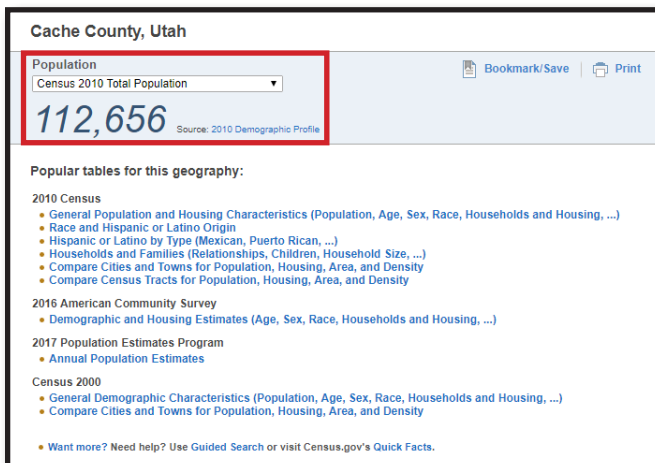 Cache County, Utah
Population
Census 2010 Total Population
Bookmark/Save
Print
112,656 Source: 2010 Demographic Profile
Popular tables for this geography:
2010 Census
General Population and Housing Characteristics (Population, Age, Sex, Race, Households and Housing, ...)
Race and Hispanic or Latino Origin
Hispanic or Latino by Type (Mexican, Puerto Rican, ...)
Households and Families (Relationships, Children, Household Size, ...)
Compare Cities and Towns for Population, Housing, Area, and Density
Compare Census Tracts for Population, Housing, Area, and Density
2016 American Community Survey
Demographic and Housing Estimates (Age, Sex, Race, Households and Housing, ...)
2017 Population Estimates Program
Annual Population Estimates
Census 2000
General Demographic Characteristics (Population, Age, Sex, Race, Households and Housing, ...)
Compare Cities and Towns for Population, Housing, Area, and Density
Want more? Need help? Use Guided Search or visit Census.gov's Quick Facts.